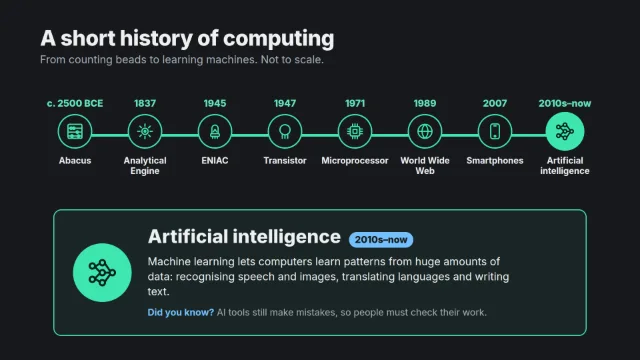 A short history of computing
From counting beads to learning machines. Not to scale.
c. 2500 BCE
1837
1945
1947
1971
1989
2007
2010s–now
Abacus
Analytical
Engine
ENIAC
Transistor
Microprocessor
World Wide
Web
Smartphones
Artificial
intelligence
Artificial intelligence
2010s–now
Machine learning lets computers learn patterns from huge amounts of
data: recognising speech and images, translating languages and writing
text.
Did you know? AI tools still make mistakes, so people must check their work.